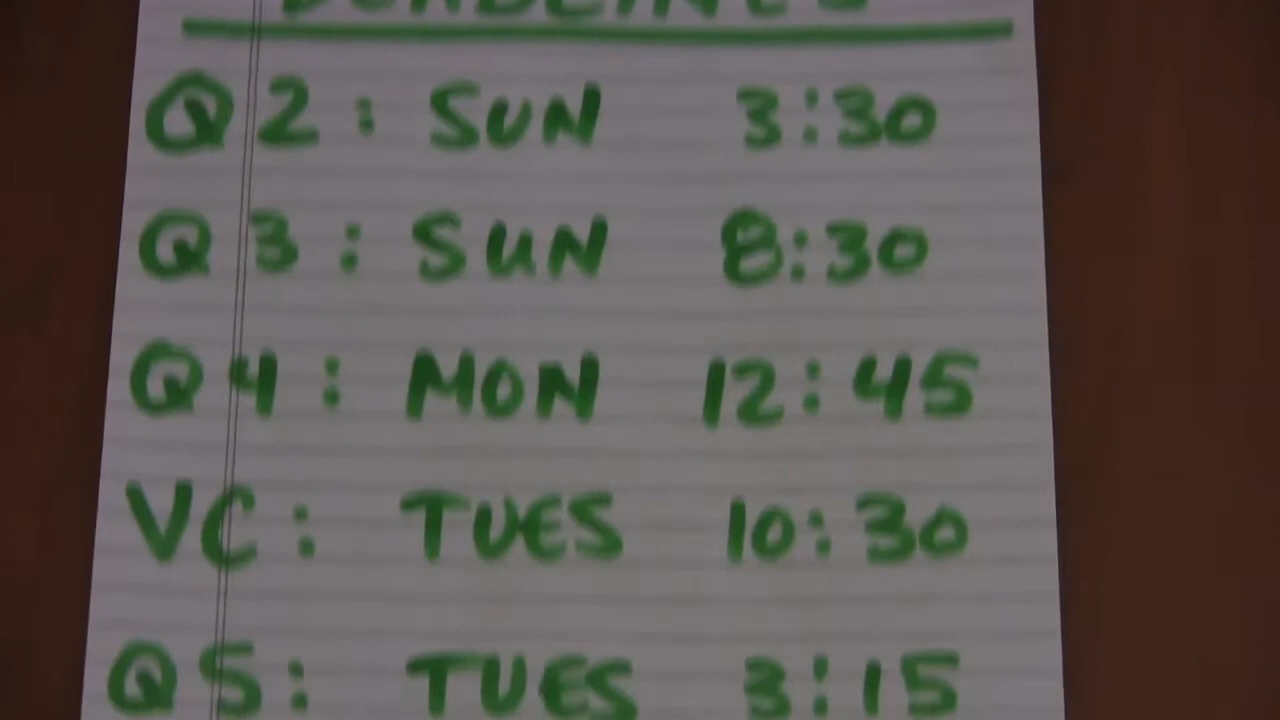 DEADLINES
Q2: SUN 3:30
Q3: SUN 8:30
Q4: MON 12:45
VC: TUES 10:30
Q5: TUES 3:15